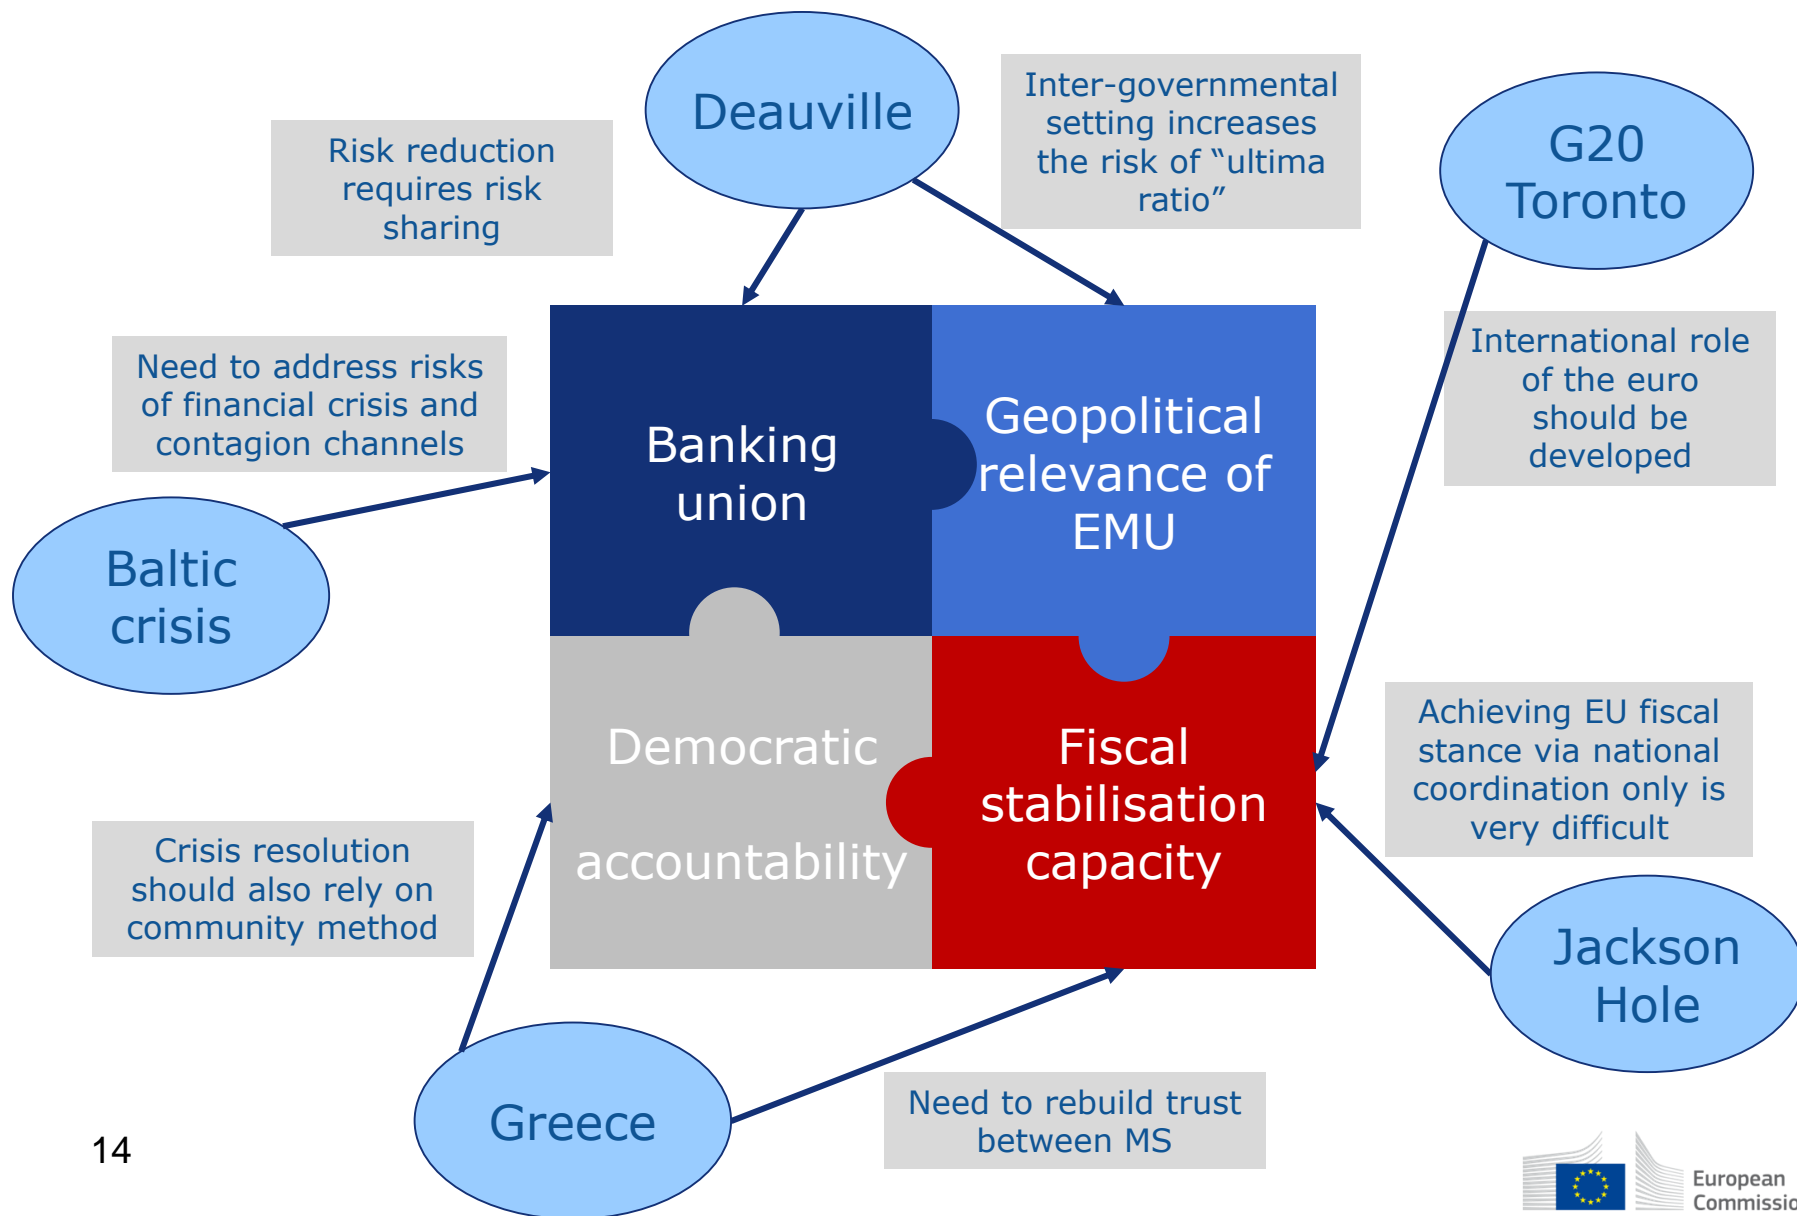 Deauville
Inter-governmental
setting increases
the risk of “ultima
ratio”
G20
Toronto
Risk reduction
requires risk
sharing
Need to address risks
of financial crisis and
contagion channels
International role
of the euro
should be
developed
Banking
union
Geopolitical
relevance of
EMU
Baltic
crisis
Democratic
accountability
Fiscal
stabilisation
capacity
Achieving EU fiscal
stance via national
coordination only is
very difficult
Crisis resolution
should also rely on
community method
Jackson
Hole
Greece
Need to rebuild trust
between MS
14
European
Commissio